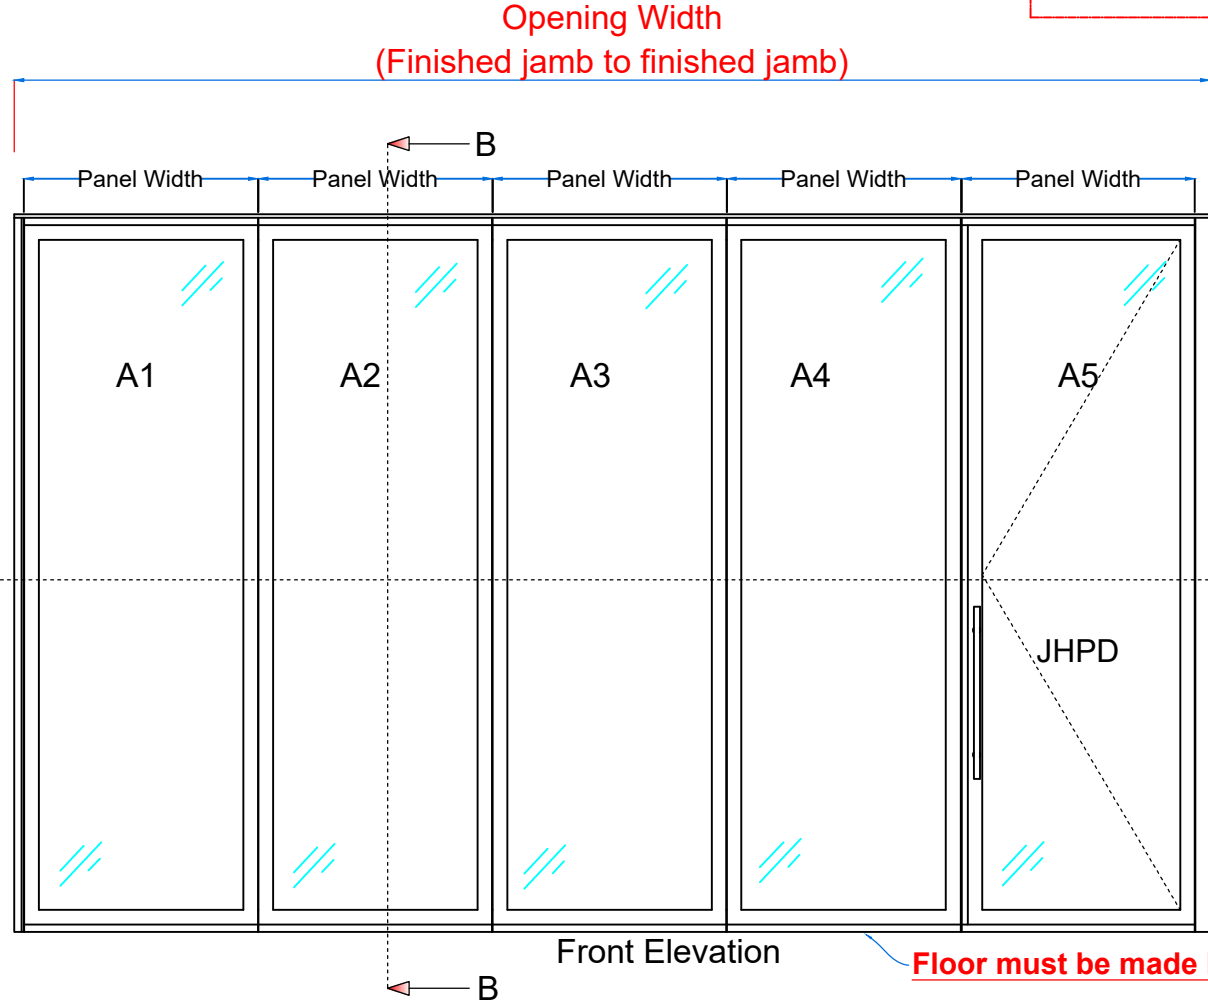 Opening Width
(Finished jamb to finished jamb)
B
Panel Width Panel Width Panel Width Panel Width Panel Width
A1 A2 A3 A4 A5
JHPD
Front Elevation
Floor must be made
B